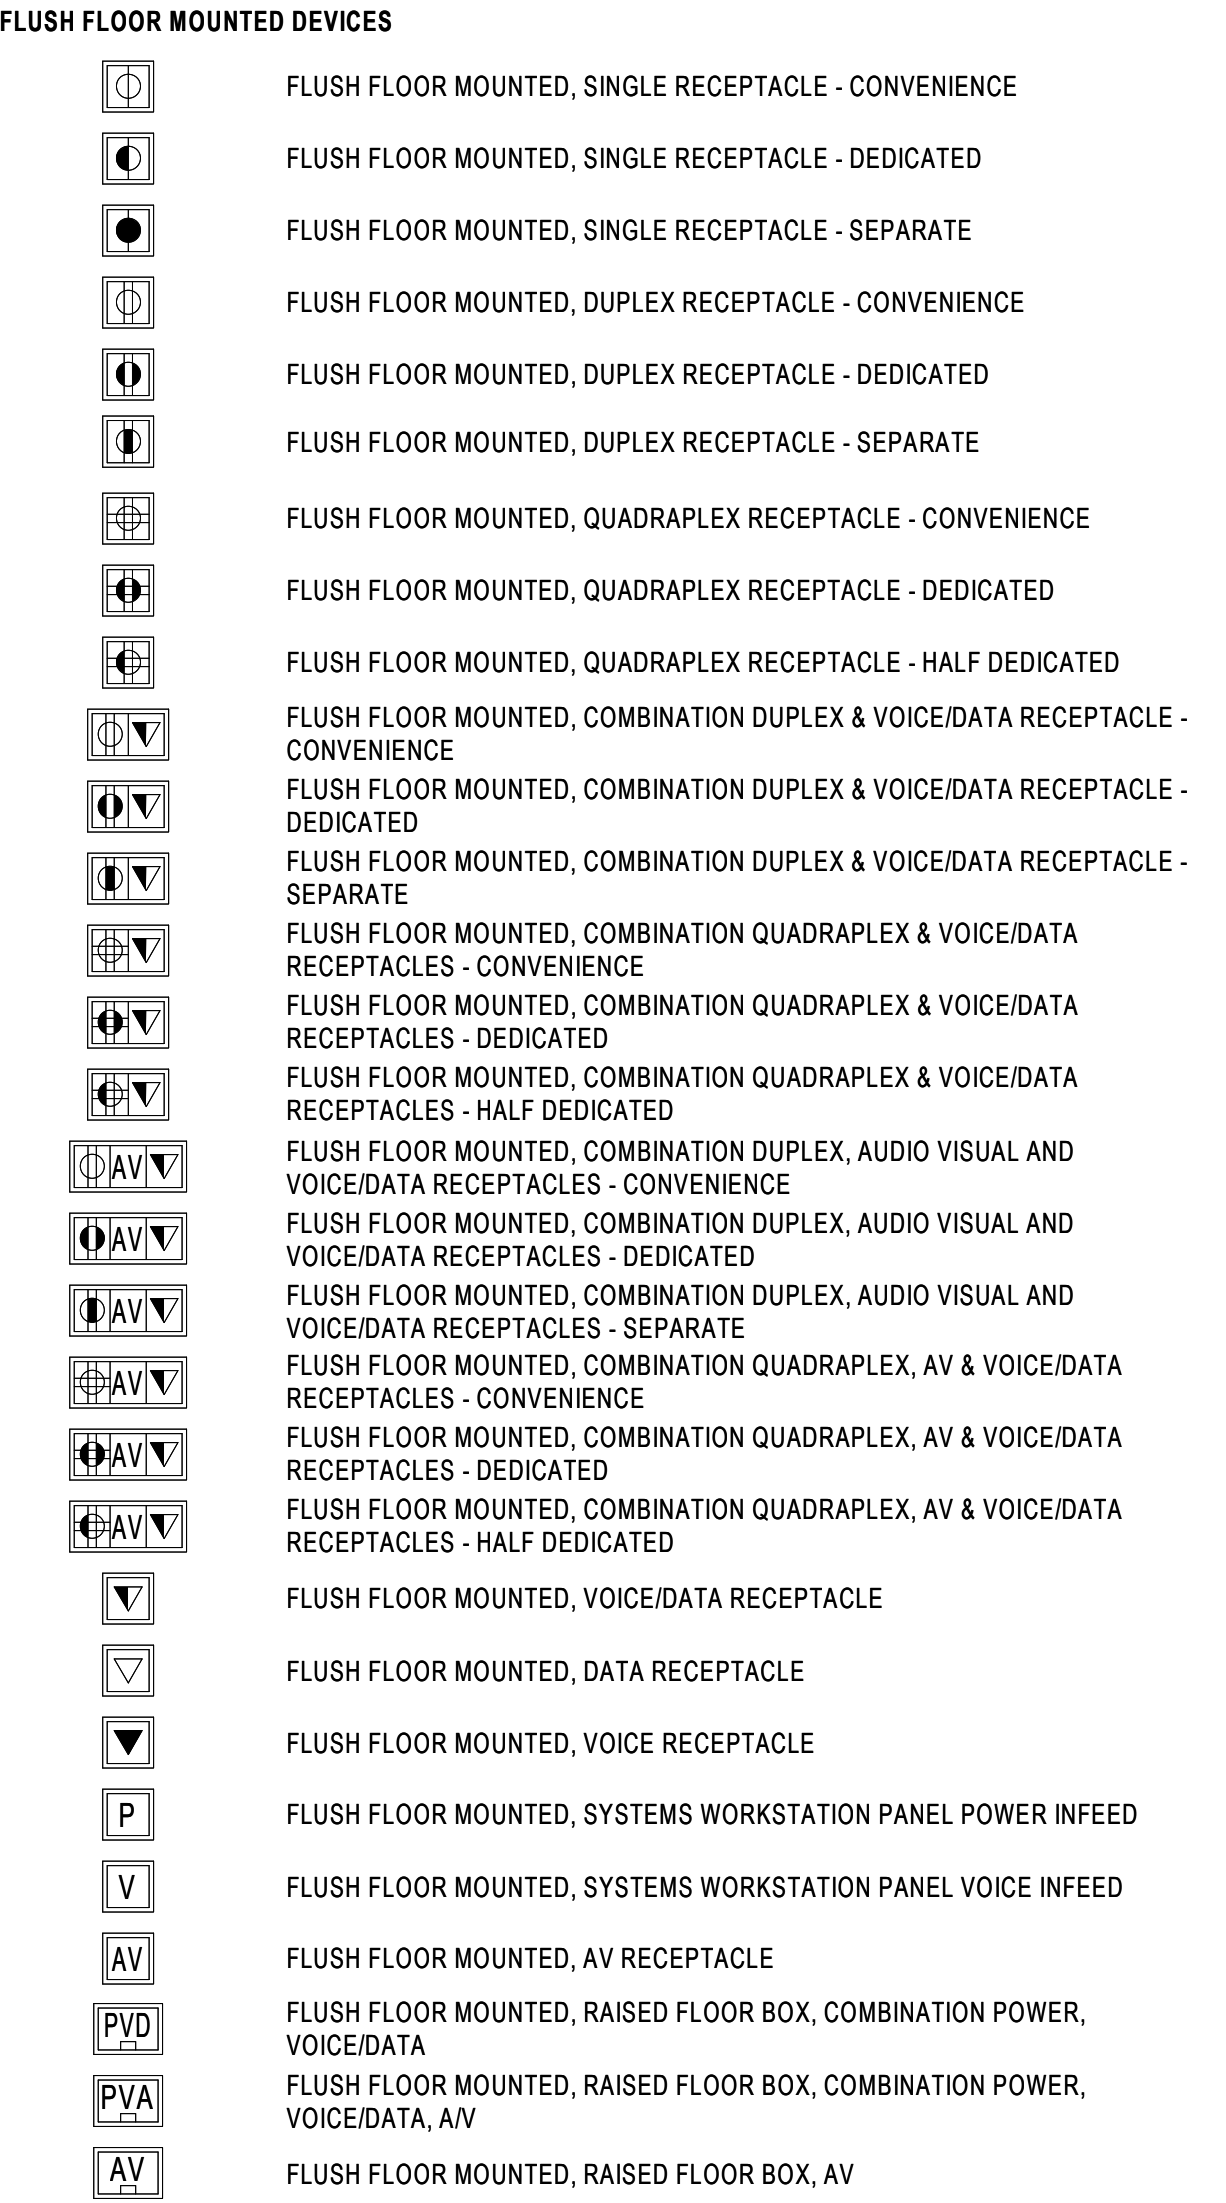 FLUSH FLOOR MOUNTED DEVICES
FLUSH FLOOR MOUNTED, SINGLE RECEPTACLE - CONVENIENCE
FLUSH FLOOR MOUNTED, SINGLE RECEPTACLE - DEDICATED
FLUSH FLOOR MOUNTED, SINGLE RECEPTACLE - SEPARATE
FLUSH FLOOR MOUNTED, DUPLEX RECEPTACLE - CONVENIENCE
FLUSH FLOOR MOUNTED, DUPLEX RECEPTACLE - DEDICATED
FLUSH FLOOR MOUNTED, DUPLEX RECEPTACLE - SEPARATE
FLUSH FLOOR MOUNTED, QUADRAPLEX RECEPTACLE - CONVENIENCE
FLUSH FLOOR MOUNTED, QUADRAPLEX RECEPTACLE - DEDICATED
FLUSH FLOOR MOUNTED, QUADRAPLEX RECEPTACLE - HALF DEDICATED
FLUSH FLOOR MOUNTED, COMBINATION DUPLEX & VOICE/DATA RECEPTACLE -
CONVENIENCE
FLUSH FLOOR MOUNTED, COMBINATION DUPLEX & VOICE/DATA RECEPTACLE -
DEDICATED
FLUSH FLOOR MOUNTED, COMBINATION DUPLEX & VOICE/DATA RECEPTACLE -
SEPARATE
FLUSH FLOOR MOUNTED, COMBINATION QUADRAPLEX & VOICE/DATA
RECEPTACLES - CONVENIENCE
FLUSH FLOOR MOUNTED, COMBINATION QUADRAPLEX & VOICE/DATA
RECEPTACLES - DEDICATED
FLUSH FLOOR MOUNTED, COMBINATION QUADRAPLEX & VOICE/DATA
RECEPTACLES - HALF DEDICATED
AV
FLUSH FLOOR MOUNTED, COMBINATION DUPLEX, AUDIO VISUAL AND
VOICE/DATA RECEPTACLES - CONVENIENCE
AV
FLUSH FLOOR MOUNTED, COMBINATION DUPLEX, AUDIO VISUAL AND
VOICE/DATA RECEPTACLES - DEDICATED
AV
FLUSH FLOOR MOUNTED, COMBINATION DUPLEX, AUDIO VISUAL AND
VOICE/DATA RECEPTACLES - SEPARATE
AV
FLUSH FLOOR MOUNTED, COMBINATION QUADRAPLEX, AV & VOICE/DATA
RECEPTACLES - CONVENIENCE
AV
FLUSH FLOOR MOUNTED, COMBINATION QUADRAPLEX, AV & VOICE/DATA
RECEPTACLES - DEDICATED
AV
FLUSH FLOOR MOUNTED, COMBINATION QUADRAPLEX, AV & VOICE/DATA
RECEPTACLES - HALF DEDICATED
FLUSH FLOOR MOUNTED, VOICE/DATA RECEPTACLE
FLUSH FLOOR MOUNTED, DATA RECEPTACLE
FLUSH FLOOR MOUNTED, VOICE RECEPTACLE
P FLUSH FLOOR MOUNTED, SYSTEMS WORKSTATION PANEL POWER INFEED
V FLUSH FLOOR MOUNTED, SYSTEMS WORKSTATION PANEL VOICE INFEED
AV FLUSH FLOOR MOUNTED, AV RECEPTACLE
PVD
FLUSH FLOOR MOUNTED, RAISED FLOOR BOX, COMBINATION POWER,
VOICE/DATA
PVA
FLUSH FLOOR MOUNTED, RAISED FLOOR BOX, COMBINATION POWER,
VOICE/DATA, A/V
AV FLUSH FLOOR MOUNTED, RAISED FLOOR BOX, AV